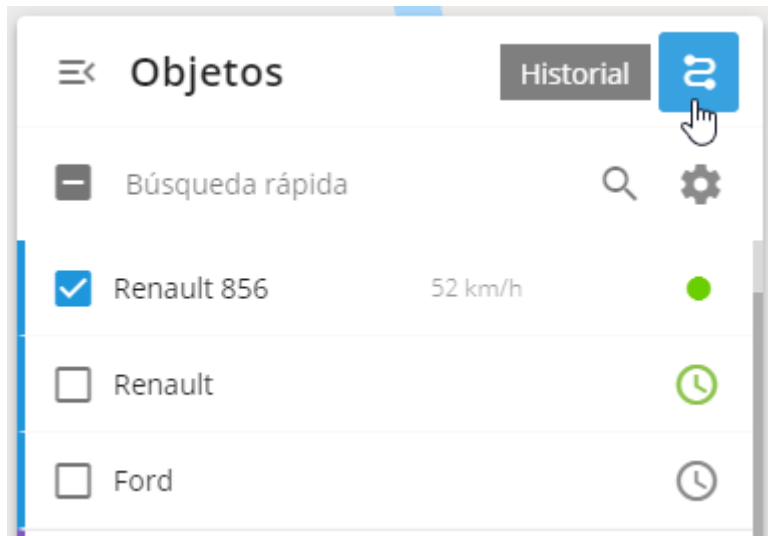 Objetos Historial
Búsqueda rápida
Renault 856 52 km/h
Renault
Ford